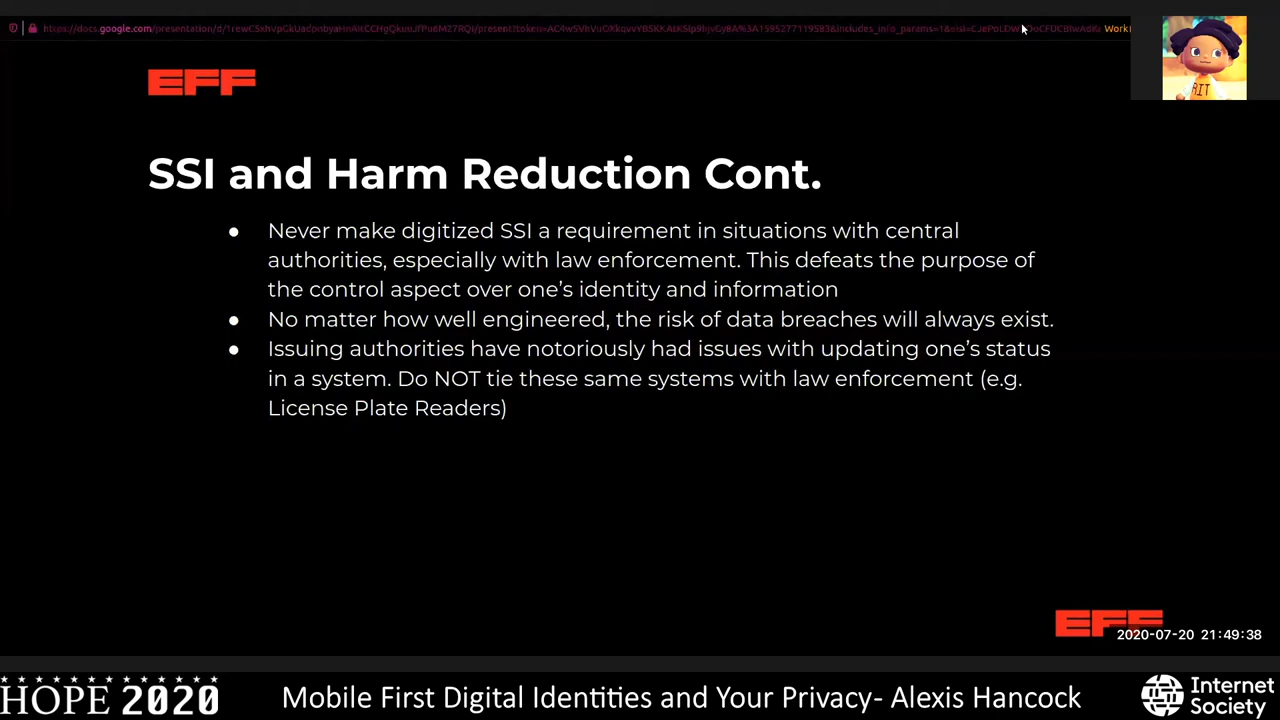 EFF
SSI and Harm Reduction Cont.
● Never make digitized SSI a requirement in situations with central
authorities, especially with law enforcement. This defeats the purpose of
the control aspect over one’s identity and information
● No matter how well engineered, the risk of data breaches will always exist.
● Issuing authorities have notoriously had issues with updating one’s status
in a system. Do NOT tie these same systems with law enforcement (e.g.
License Plate Readers)
EFF
2020-07-20 21:49:38
HOPE 2020
Mobile First Digital Identities and Your Privacy- Alexis Hancock
Internet
Society